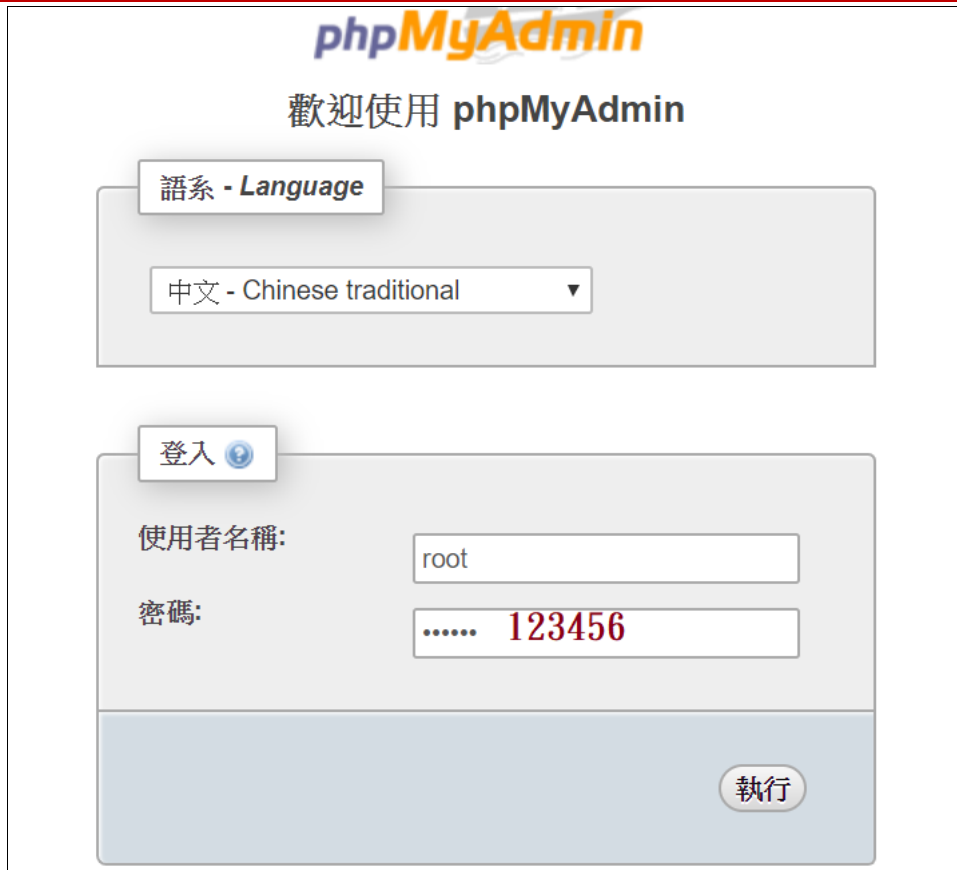 phpMyAdmin
歡迎使用 phpMyAdmin
語系 - Language
中文 - Chinese traditional
登入
使用者名稱:
root
密碼:
•••••• 123456
執行